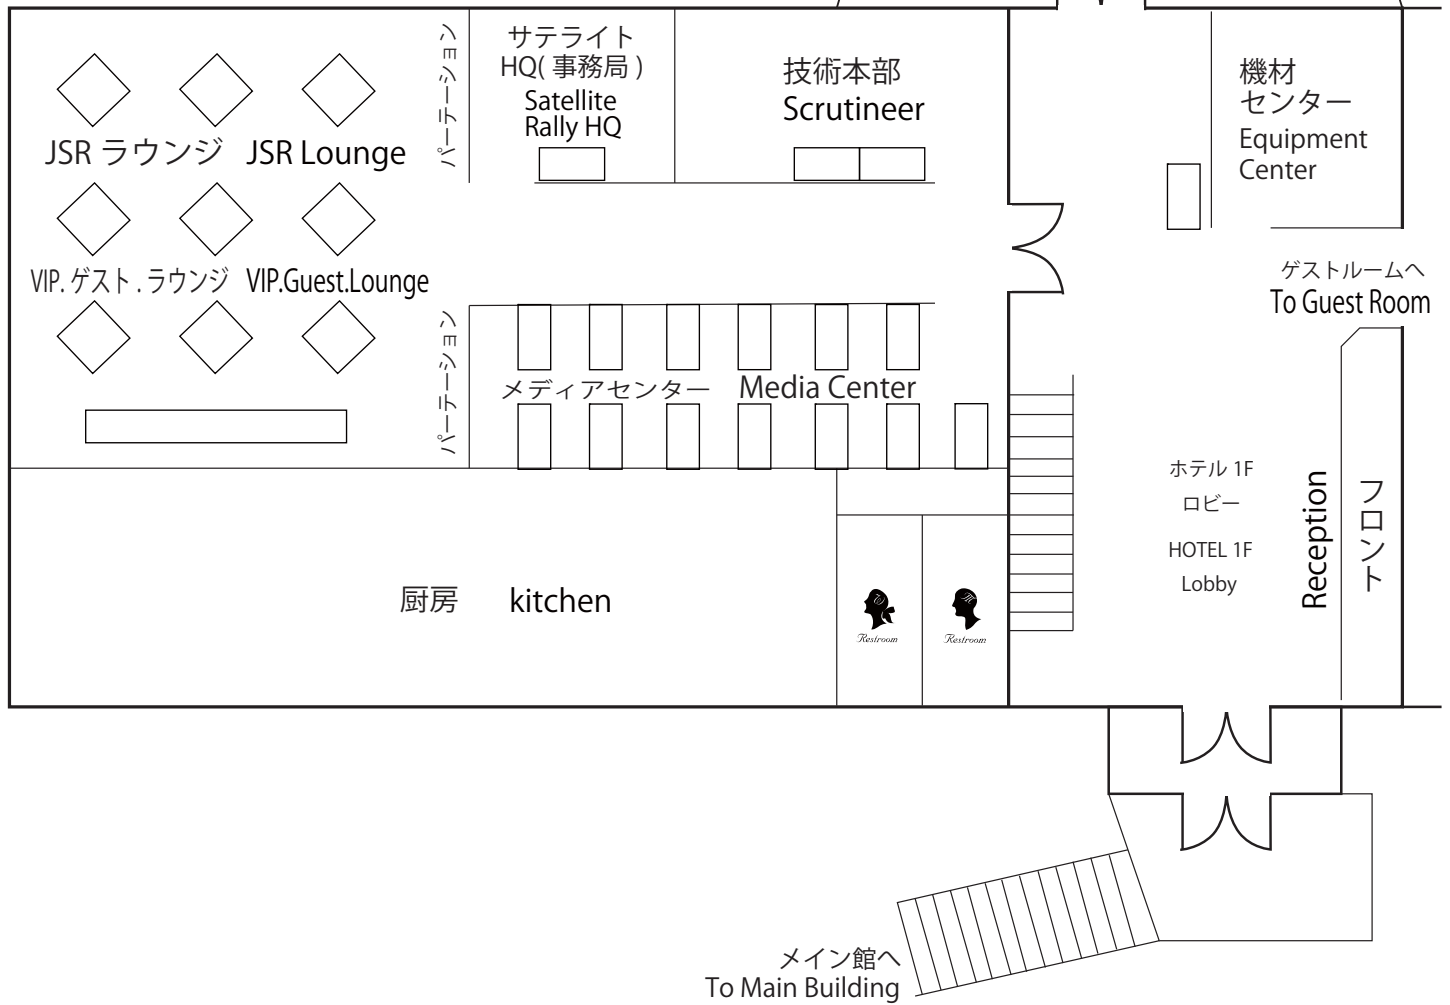 パーテーション
サテライト
HQ( 事務局 )
Satellite
Rally HQ
技術本部
Scrutineer
機材
センター
Equipment
Center
JSR ラウンジ JSR Lounge
VIP. ゲスト . ラウンジ VIP.Guest.Lounge
ゲストルームへ
To Guest Room
パーテーション
メディアセンター Media Center
ホテル 1F
ロビー
HOTEL 1F
Lobby
Reception
フロント
厨房 kitchen
W
Restroom
M
Restroom
メイン館へ
To Main Building